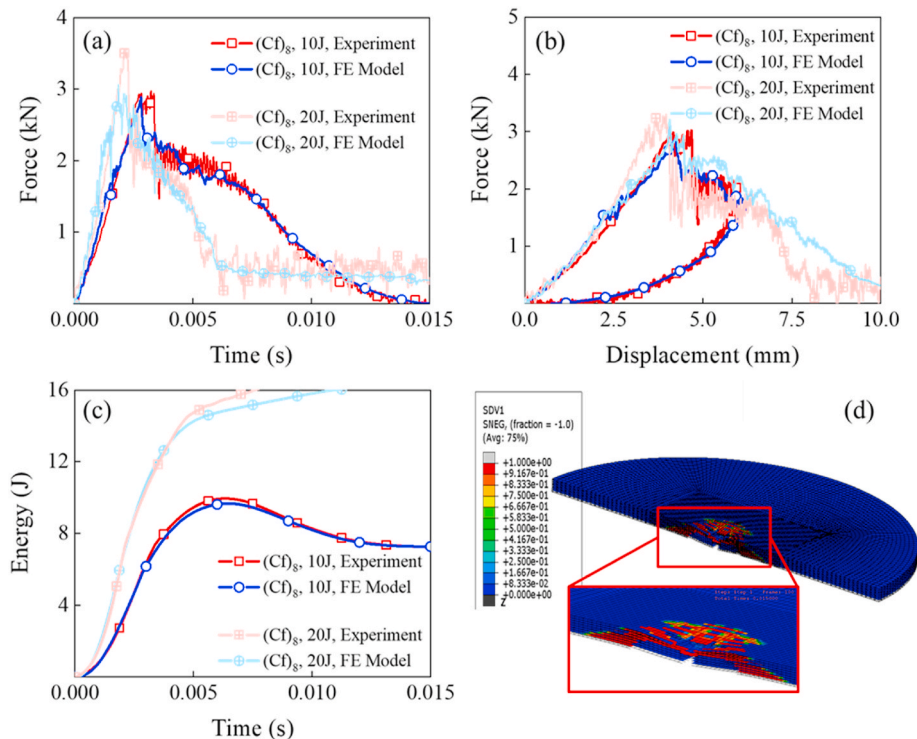 (a)
(Cf)₈, 10J, Experiment
(Cf)₈, 10J, FE Model
(Cf)₈, 20J, Experiment
(Cf)₈, 20J, FE Model
Force (kN)
4
3
2
1
0.000
0.005
0.010
0.015
Time (s)
(b)
(Cf)₈, 10J, Experiment
(Cf)₈, 10J, FE Model
(Cf)₈, 20J, Experiment
(Cf)₈, 20J, FE Model
Force (kN)
5
4
3
2
1
0.0
2.5
5.0
7.5
10.0
Displacement (mm)
(c)
(Cf)₈, 10J, Experiment
(Cf)₈, 10J, FE Model
(Cf)₈, 20J, Experiment
(Cf)₈, 20J, FE Model
Energy (J)
16
12
8
4
0.000
0.005
0.010
0.015
Time (s)
(d)
SDV1
SNEG, (fraction = -1.0)
(Avg: 75%)
+1.000e+00
+9.167e-01
+8.333e-01
+7.500e-01
+6.667e-01
+5.833e-01
+5.000e-01
+4.167e-01
+3.333e-01
+2.500e-01
+1.667e-01
+8.333e-02
+0.000e+00
Z